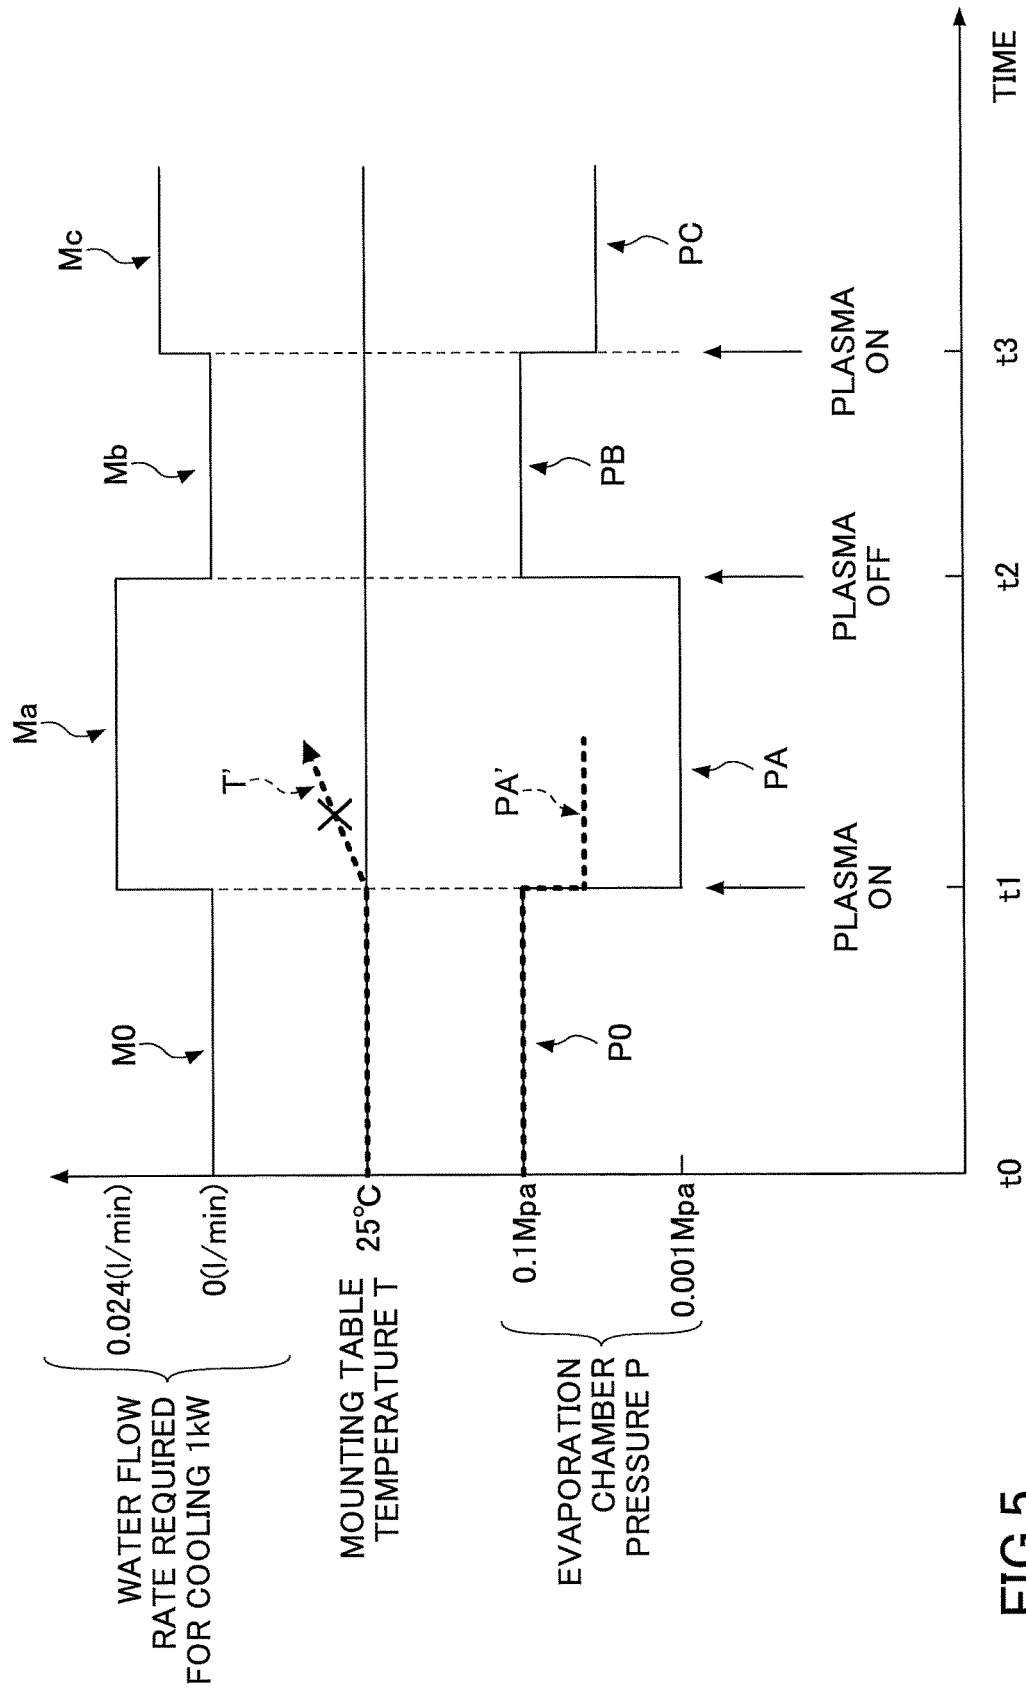 WATER FLOW
RATE REQUIRED
FOR COOLING 1kW
0.024(l/min)
0(l/min)
M0
Ma
Mb
Mc
MOUNTING TABLE
TEMPERATURE T
25°C
T'
EVAPORATION
CHAMBER
PRESSURE P
0.1Mpa
0.001Mpa
P0
PA'
PA
PB
PC
PLASMA
ON
PLASMA
OFF
PLASMA
ON
t0
t1
t2
t3
TIME
FIG.5